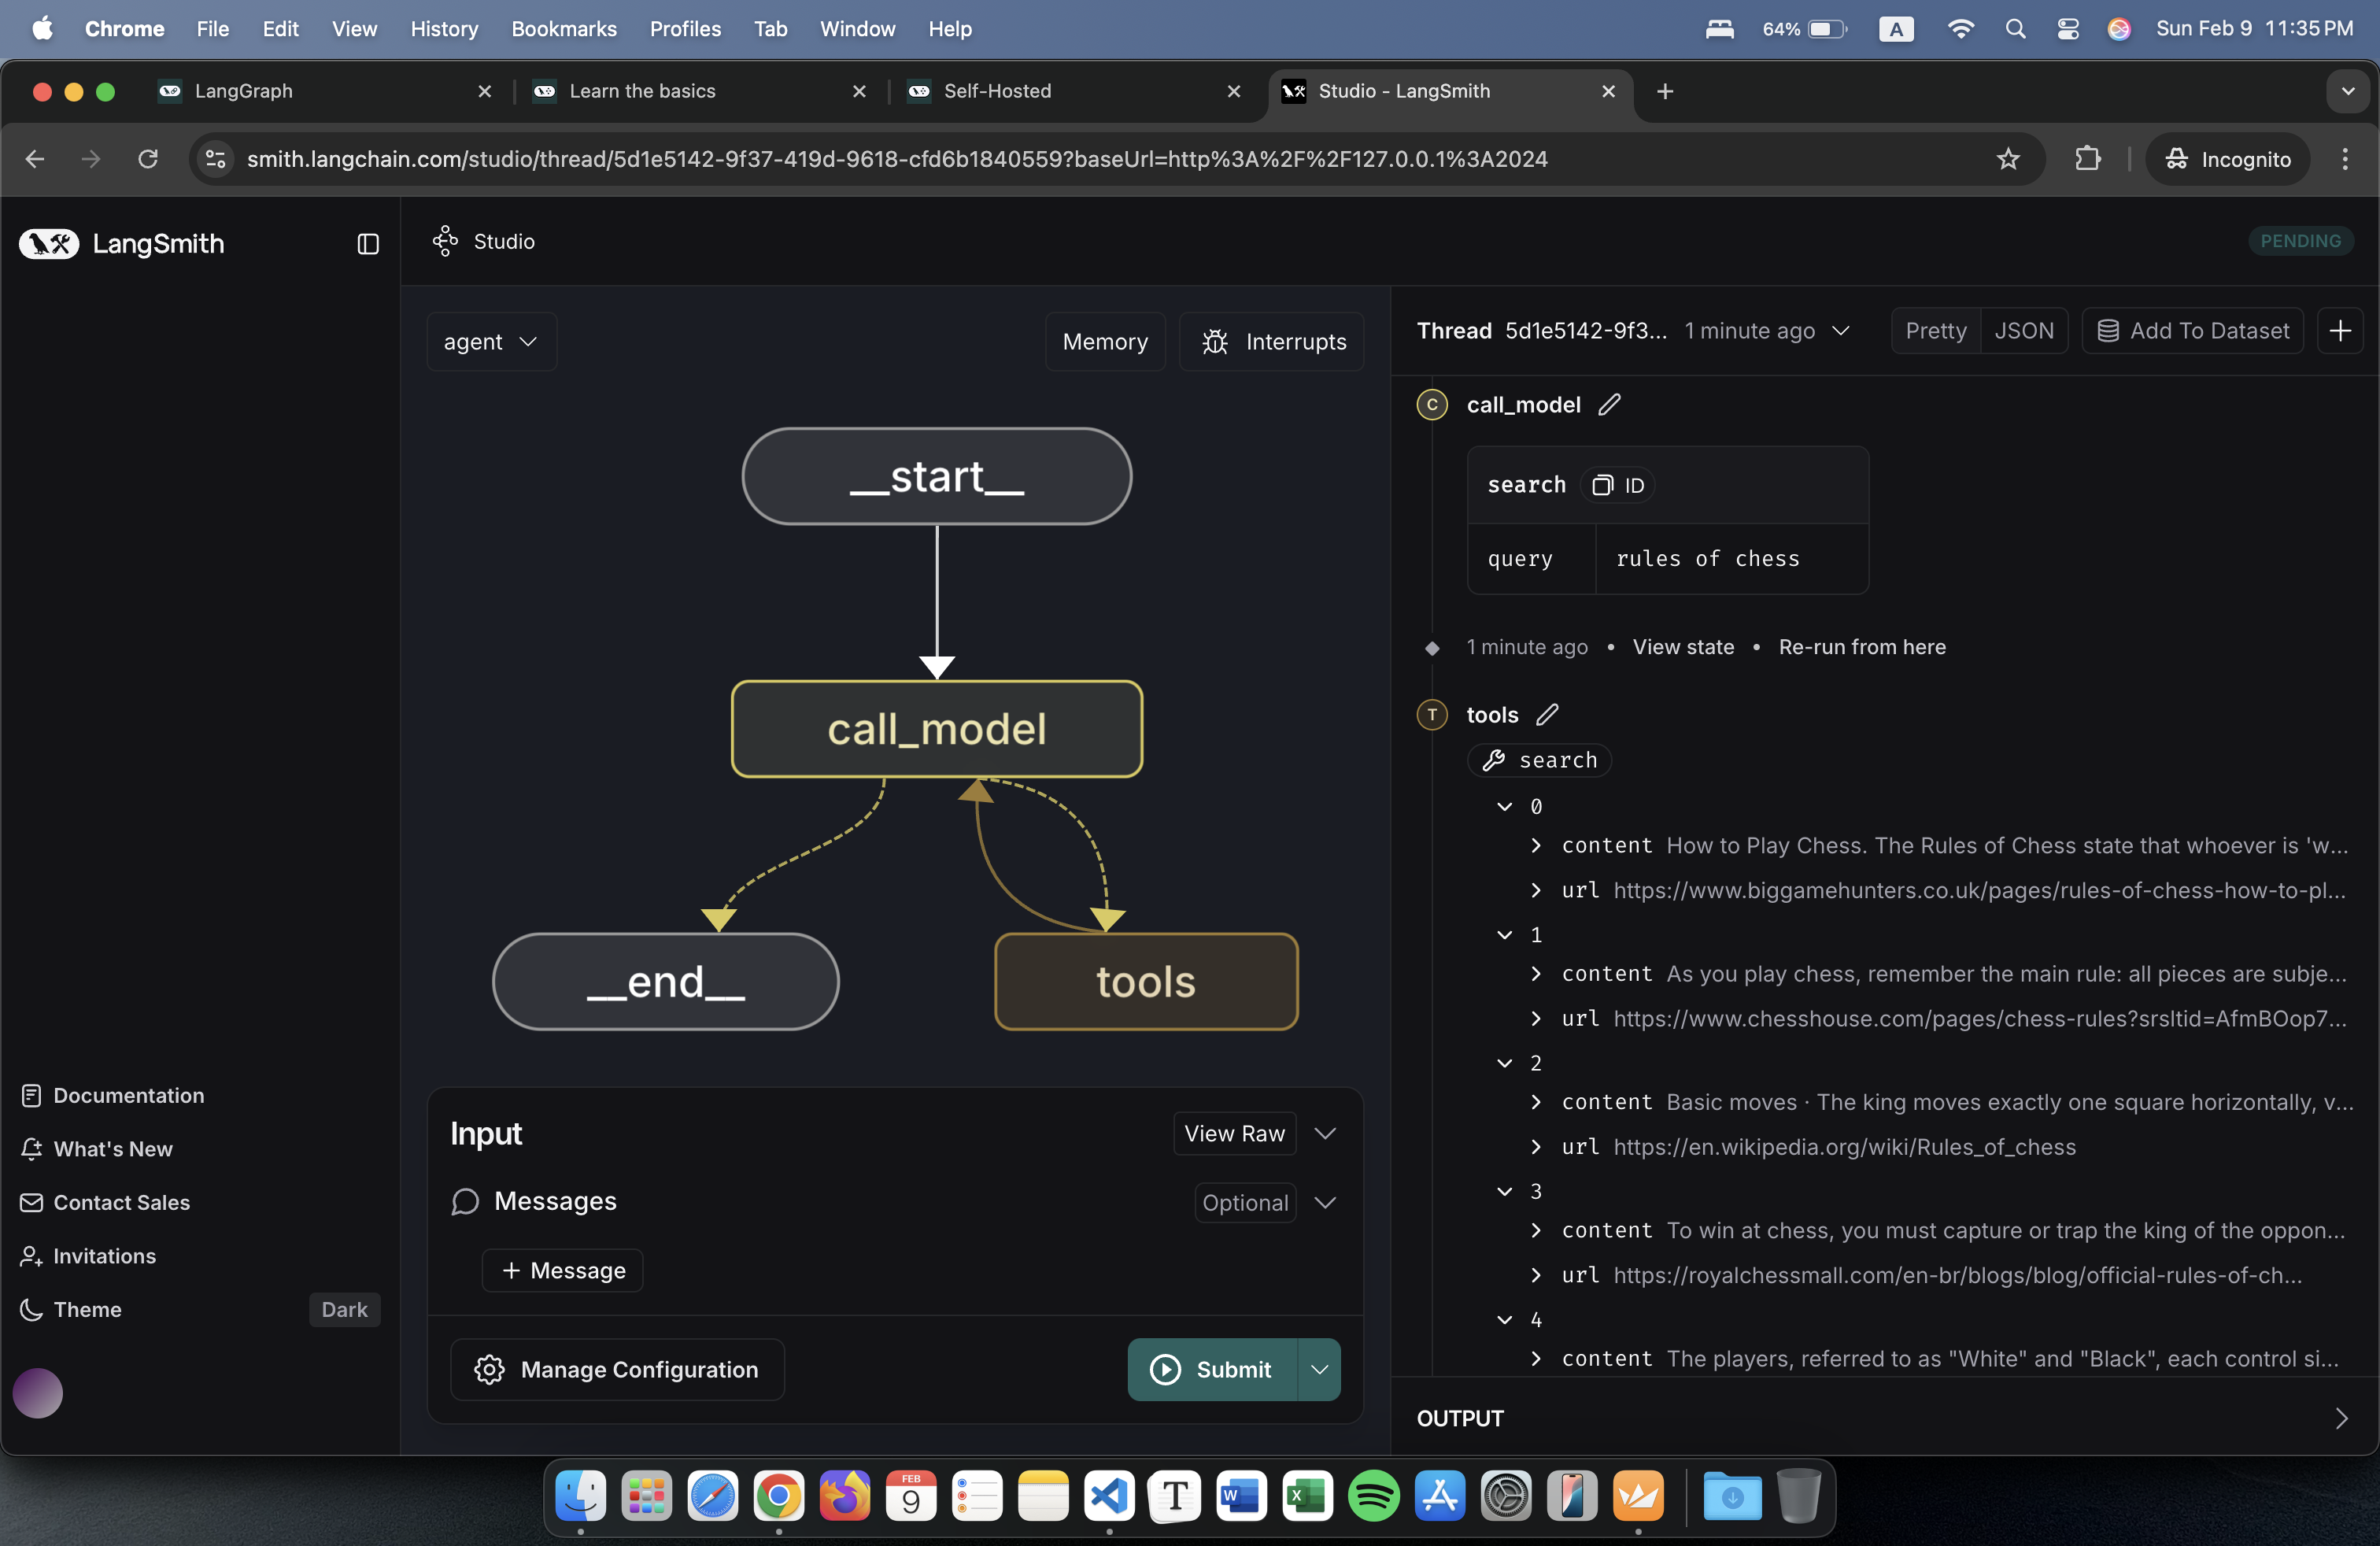 Chrome File Edit View History Bookmarks Profiles Tab Window Help 64% A Sun Feb 9 11:35 PM
LangGraph Learn the basics Self-Hosted Studio - LangSmith
smith.langchain.com/studio/thread/5d1e5142-9f37-419d-9618-cfd6b1840559?baseUrl=http%3A%2F%2F127.0.0.1%3A2024 Incognito
LangSmith
Studio
PENDING
agent
Memory
Interrupts
__start__
call_model
__end__
tools
Input
View Raw
Messages
Optional
+ Message
Manage Configuration
Submit
Documentation
What's New
Contact Sales
Invitations
Theme Dark
Thread 5d1e5142-9f3... 1 minute ago Pretty JSON Add To Dataset +
C call_model
search ID
query rules of chess
1 minute ago • View state • Re-run from here
T tools
search
0
content How to Play Chess. The Rules of Chess state that whoever is 'w...
url https://www.biggamehunters.co.uk/pages/rules-of-chess-how-to-pl...
1
content As you play chess, remember the main rule: all pieces are subje...
url https://www.chesshouse.com/pages/chess-rules?srsltid=AfmBOop7...
2
content Basic moves · The king moves exactly one square horizontally, v...
url https://en.wikipedia.org/wiki/Rules_of_chess
3
content To win at chess, you must capture or trap the king of the oppon...
url https://royalchessmall.com/en-br/blogs/blog/official-rules-of-ch...
4
content The players, referred to as "White" and "Black", each control si...
OUTPUT
FEB
9
T
W
X